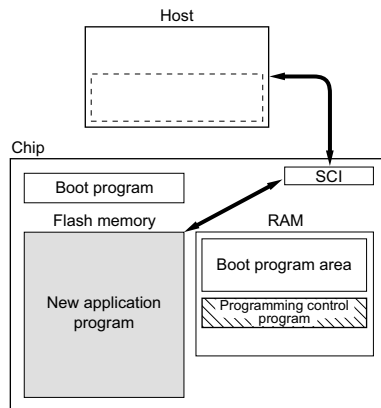 Host
Chip
SCI
Boot program
Flash memory
RAM
Boot program area
New application
program
Programming control
program